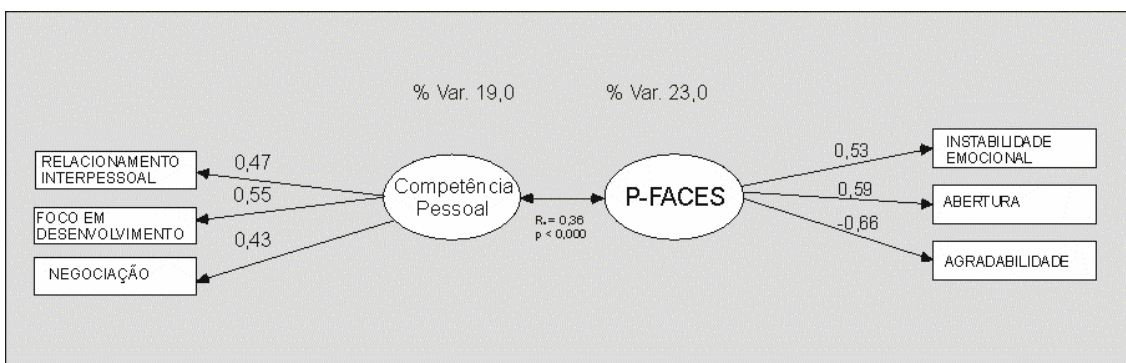 % Var. 19,0
% Var. 23,0
RELACIONAMENTO
INTERPESSOAL
0,47
0,55
FOCO EM
DESENVOLVIMENTO
0,43
NEGOCIAÇÃO
Competência
Pessoal
R. = 0,36
p < 0,000
P-FACES
0,53
INSTABILIDADE
EMOCIONAL
0,59
ABERTURA
-0,66
AGRADABILIDADE